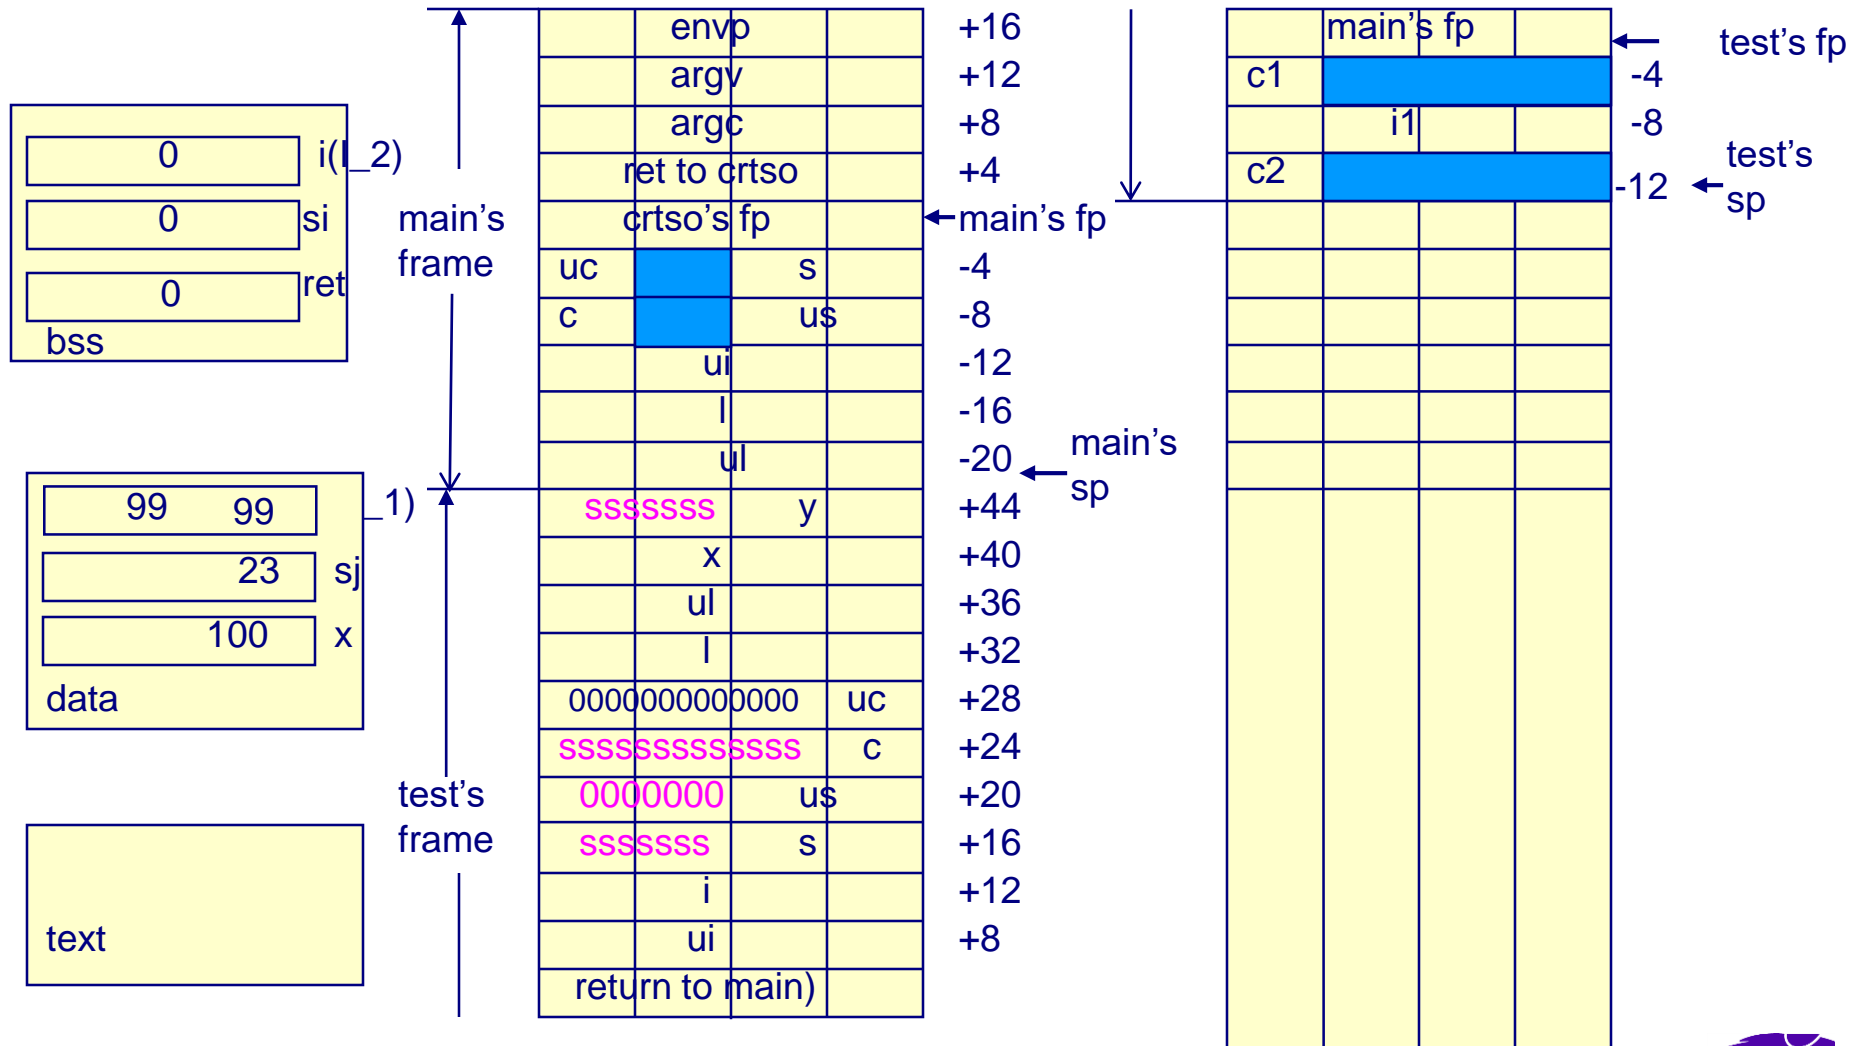 0 i(l_2)
0 si
0 ret
bss
99 99 _1)
23 sj
100 x
data
text
main's
frame
test's
frame
envp +16
argv +12
argc +8
ret to crtso +4
crtso's fp main's fp
uc s -4
c us -8
ui -12
l -16
ul -20
main's
sp
sssssss y +44
x +40
ul +36
l +32
0000000000000 uc +28
sssssssssssss c +24
0000000 us +20
sssssss s +16
i +12
ui +8
return to main)
main's fp test's fp
c1 -4
i1 -8
c2 -12
test's
sp